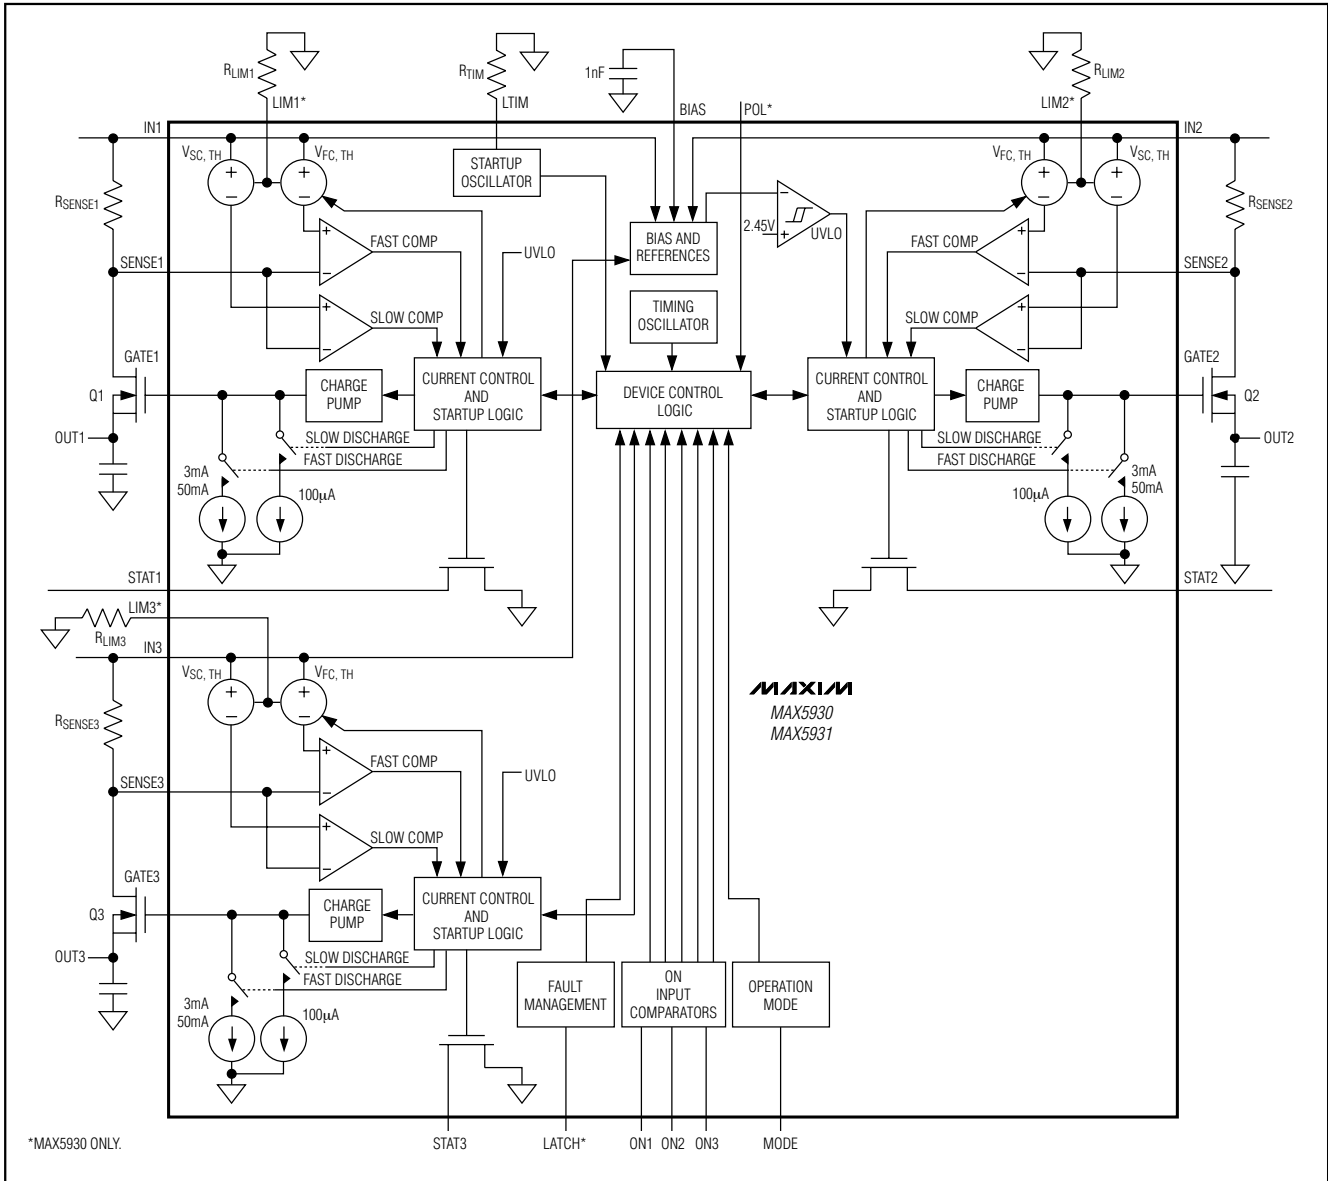 RLIM1
LIM1*
RTIM
LTIM
1nF
BIAS
POL*
RLIM2
LIM2*
IN1
IN2
VSC, TH
VFC, TH
STARTUP
OSCILLATOR
VFC, TH
VSC, TH
+
−
+
−
+
−
+
−
RSENSE1
RSENSE2
2.45V
−
+
UVLO
BIAS AND
REFERENCES
+
−
FAST COMP
UVLO
FAST COMP
+
−
SENSE1
SENSE2
TIMING
OSCILLATOR
+
−
SLOW COMP
SLOW COMP
+
−
GATE1
GATE2
Q1
CHARGE
PUMP
CURRENT CONTROL
AND
STARTUP LOGIC
DEVICE CONTROL
LOGIC
CURRENT CONTROL
AND
STARTUP LOGIC
CHARGE
PUMP
Q2
OUT1
OUT2
SLOW DISCHARGE
FAST DISCHARGE
SLOW DISCHARGE
FAST DISCHARGE
3mA
50mA
100µA
100µA
3mA
50mA
STAT1
STAT2
LIM3*
RLIM3
IN3
VSC, TH
VFC, TH
+
−
+
−
MAXIM
MAX5930
MAX5931
RSENSE3
+
−
FAST COMP
UVLO
SENSE3
+
−
SLOW COMP
GATE3
Q3
CHARGE
PUMP
CURRENT CONTROL
AND
STARTUP LOGIC
OUT3
SLOW DISCHARGE
FAST DISCHARGE
3mA
50mA
100µA
FAULT
MANAGEMENT
ON
INPUT
COMPARATORS
OPERATION
MODE
*MAX5930 ONLY.
STAT3
LATCH*
ON1
ON2
ON3
MODE